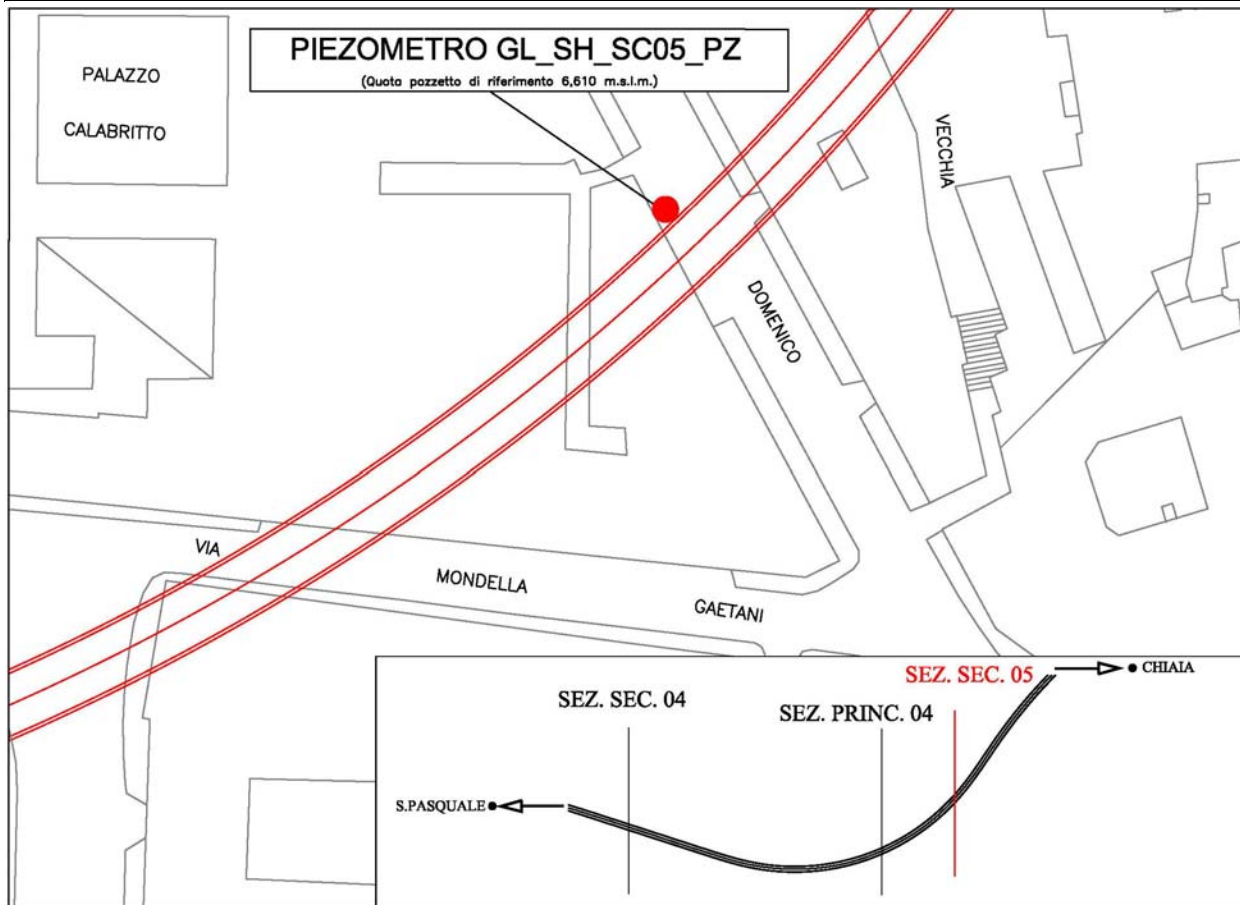 PIEZOMETRO GL_SH_SC05_PZ
(Quota pozzetto di riferimento 6,610 m.s.l.m.)
PALAZZO
CALABRITTO
VECCHIA
DOMENICO
VIA
MONDELLA
GAETANI
SEZ. SEC. 05
CHIAIA
SEZ. SEC. 04
SEZ. PRINC. 04
S.PASQUALE